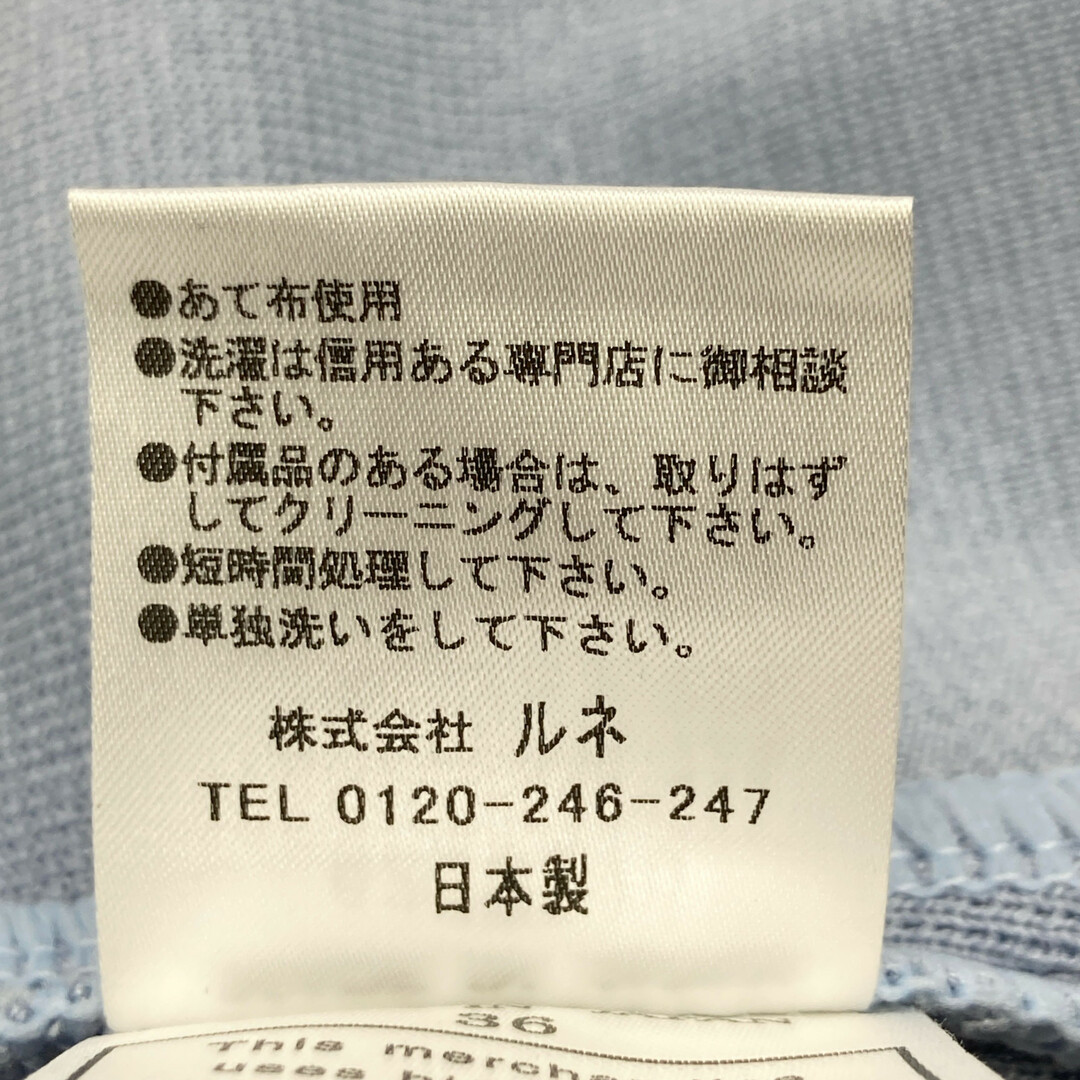 ●あて布使用
●洗濯は信用ある専門店に御相談
下さい。
●付属品のある場合は、取りはず
してクリーニングして下さい。
●短時間処理して下さい。
●単独洗いをして下さい。
株式会社 ルネ
TEL 0120-246-247
日本製
36
This merchandise
uses